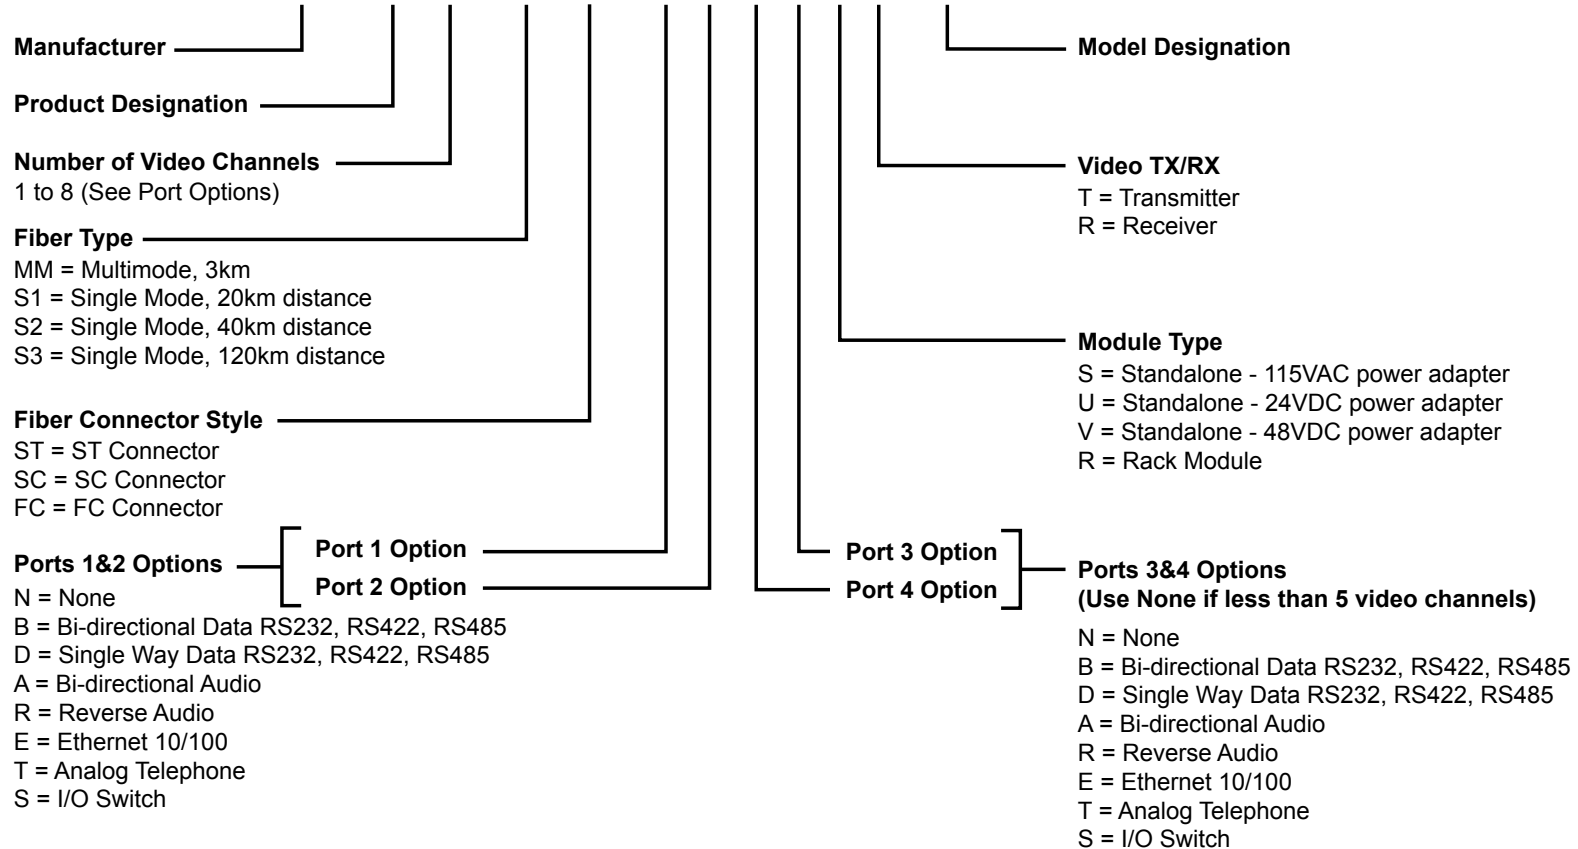 Manufacturer
Product Designation
Number of Video Channels
1 to 8 (See Port Options)
Fiber Type
MM = Multimode, 3km
S1 = Single Mode, 20km distance
S2 = Single Mode, 40km distance
S3 = Single Mode, 120km distance
Fiber Connector Style
ST = ST Connector
SC = SC Connector
FC = FC Connector
Ports 1&2 Options
Port 1 Option
Port 2 Option
N = None
B = Bi-directional Data RS232, RS422, RS485
D = Single Way Data RS232, RS422, RS485
A = Bi-directional Audio
R = Reverse Audio
E = Ethernet 10/100
T = Analog Telephone
S = I/O Switch
Model Designation
Video TX/RX
T = Transmitter
R = Receiver
Module Type
S = Standalone - 115VAC power adapter
U = Standalone - 24VDC power adapter
V = Standalone - 48VDC power adapter
R = Rack Module
Port 3 Option
Port 4 Option
Ports 3&4 Options
(Use None if less than 5 video channels)
N = None
B = Bi-directional Data RS232, RS422, RS485
D = Single Way Data RS232, RS422, RS485
A = Bi-directional Audio
R = Reverse Audio
E = Ethernet 10/100
T = Analog Telephone
S = I/O Switch